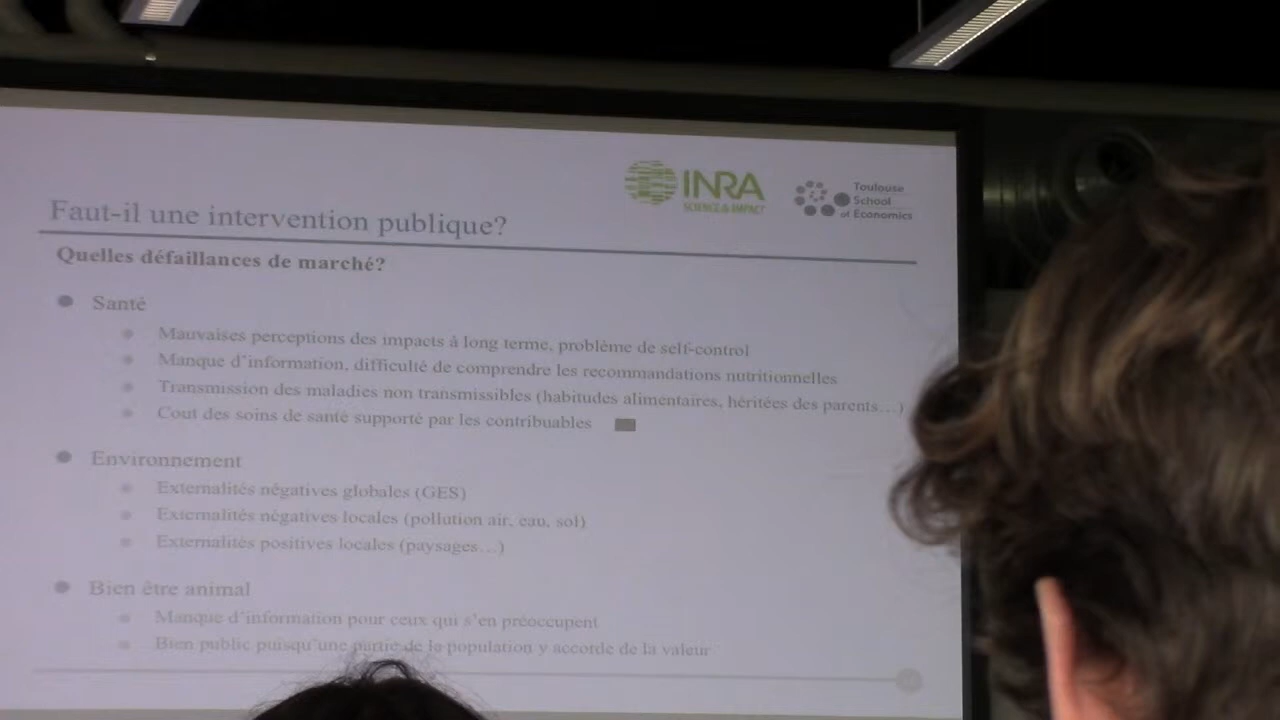 INRA
SCIENCE & IMPACT
Toulouse
School
of Economics
Faut-il une intervention publique?
Quelles défaillances de marché?
Santé
Mauvaises perceptions des impacts à long terme, problème de self-control
Manque d'information, difficulté de comprendre les recommandations nutritionnelles
Transmission des maladies non transmissibles (habitudes alimentaires, héritées des parents…)
Cout des soins de santé supporté par les contribuables
Environnement
Externalités négatives globales (GES)
Externalités négatives locales (pollution air, eau, sol)
Externalités positives locales (paysages…)
Bien être animal
Manque d'information pour ceux qui s'en préoccupent
Bien public puisqu'une partie de la population y accorde de la valeur